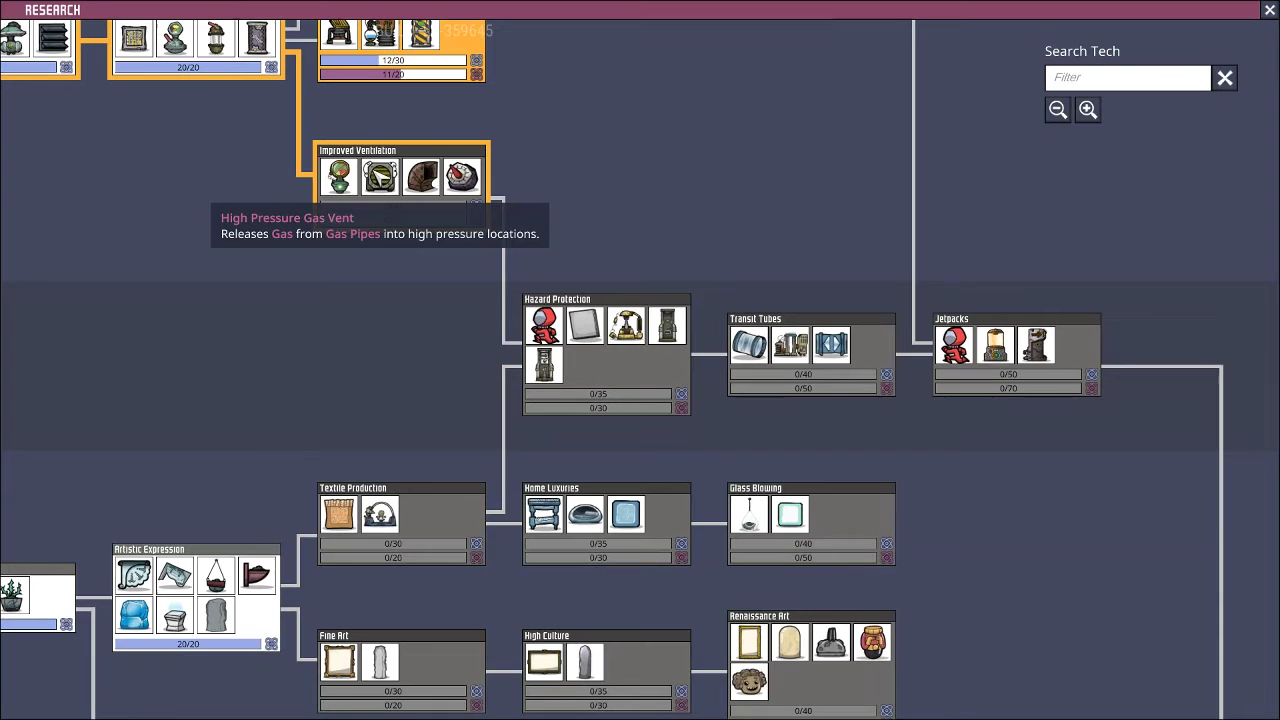 RESEARCH
Search Tech
Filter
20/20
12/30
11/20
Improved Ventilation
High Pressure Gas Vent
Releases Gas from Gas Pipes into high pressure locations.
Hazard Protection
0/35
0/30
Transit Tubes
0/40
0/50
Jetpacks
0/50
0/70
Textile Production
0/30
0/20
Home Luxuries
0/35
0/30
Glass Blowing
0/40
0/50
Artistic Expression
20/20
Fine Art
0/30
0/20
High Culture
0/35
0/30
Renaissance Art
0/40